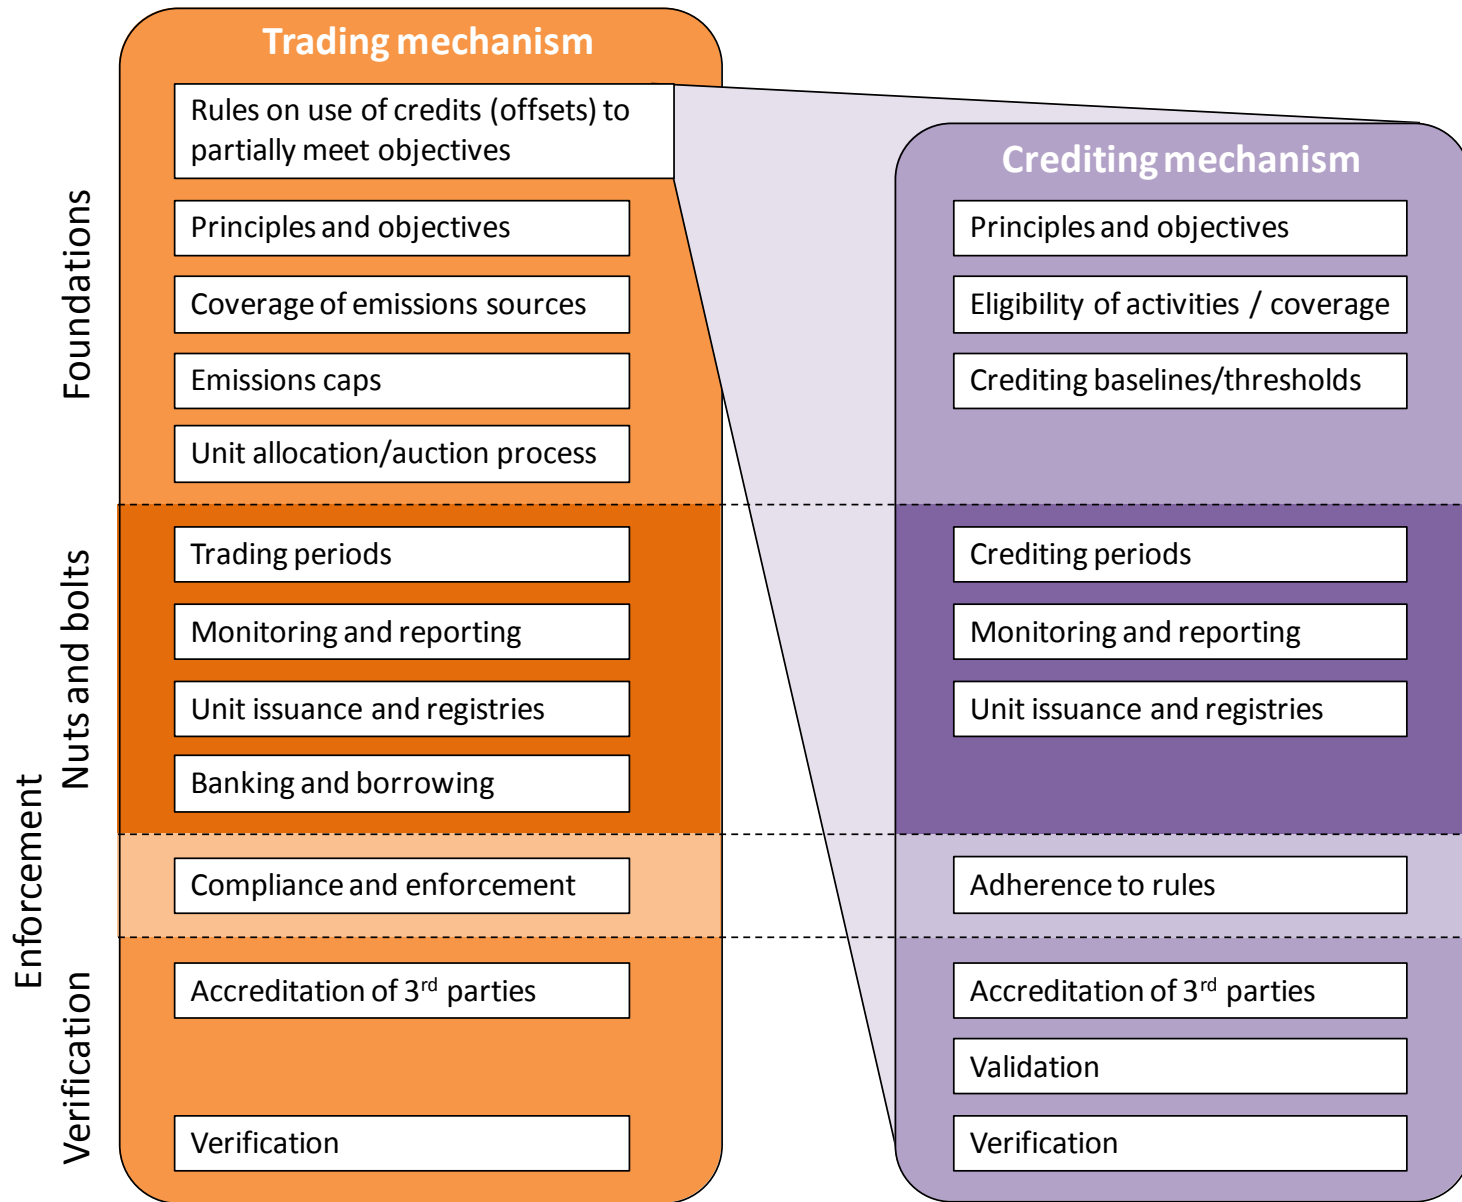 Trading mechanism
Rules on use of credits (offsets) to
partially meet objectives
Principles and objectives
Coverage of emissions sources
Emissions caps
Unit allocation/auction process
Trading periods
Monitoring and reporting
Unit issuance and registries
Banking and borrowing
Compliance and enforcement
Accreditation of 3rd parties
Verification
Crediting mechanism
Principles and objectives
Eligibility of activities / coverage
Crediting baselines/thresholds
Crediting periods
Monitoring and reporting
Unit issuance and registries
Adherence to rules
Accreditation of 3rd parties
Validation
Verification
Foundations
Nuts and bolts
Enforcement
Verification